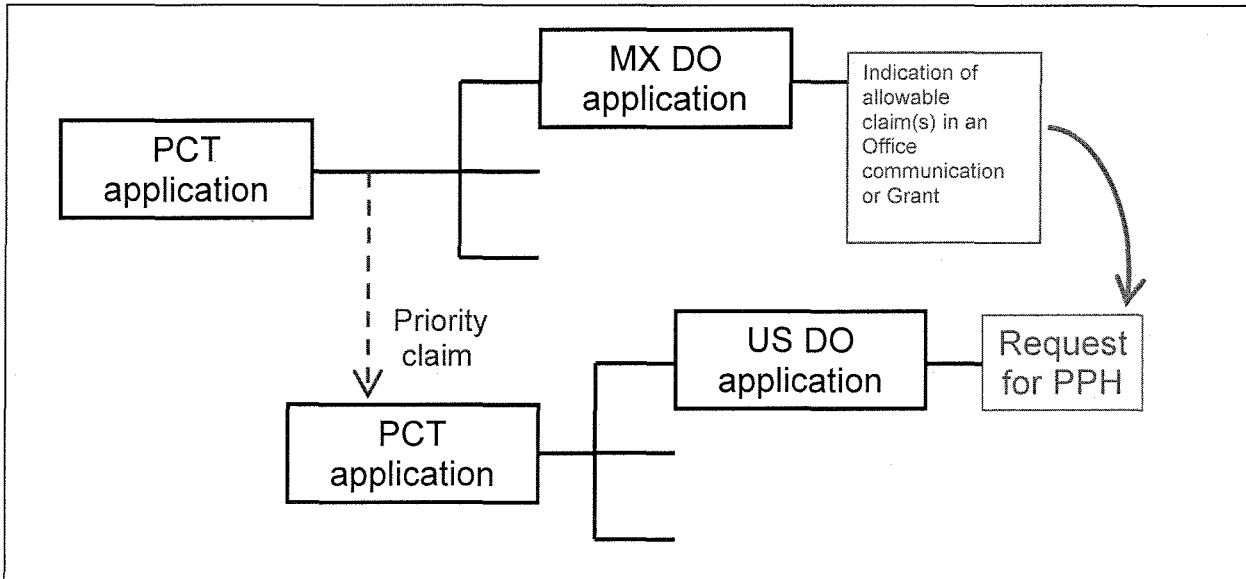 MX DO
application
Indication of
allowable
claim(s) in an
Office
communication
or Grant
PCT
application
Priority
claim
US DO
application
Request
for PPH
PCT
application